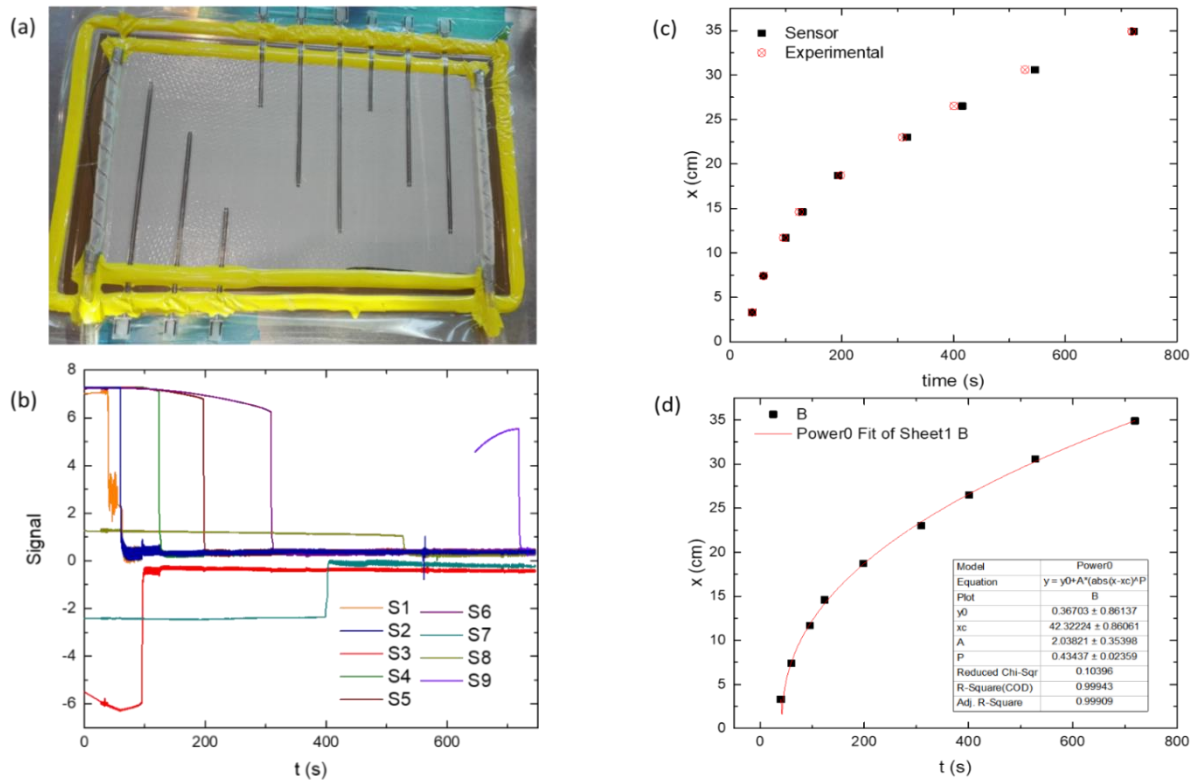 (a)
(b)
8
6
4
2
0
-2
-4
-6
Signal
0
200
400
600
t (s)
S1
S2
S3
S4
S5
S6
S7
S8
S9
(c)
Sensor
Experimental
35
30
25
20
15
10
5
0
x (cm)
0
200
400
600
800
time (s)
(d)
B
Power0 Fit of Sheet1 B
35
30
25
20
15
10
5
0
x (cm)
0
100
200
300
400
500
600
700
800
t (s)
Model Power0
Equation y = y0+A*(abs(x-xc)^P
Plot B
y0 0.36703 ± 0.86137
xc 42.32224 ± 0.86061
A 2.03821 ± 0.35398
P 0.43437 ± 0.02359
Reduced Chi-Sqr 0.10396
R-Square(COD) 0.99943
Adj. R-Square 0.99909